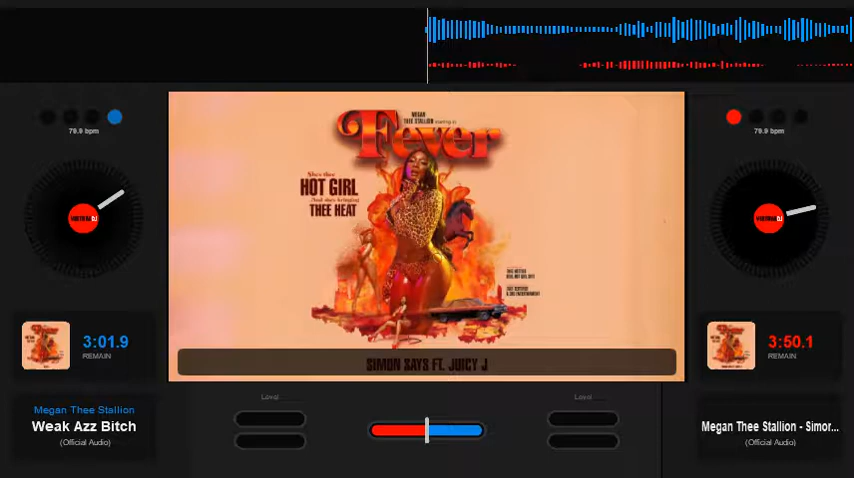 79.9 bpm
79.9 bpm
MEGAN
THEE STALLION
Fever
She's thee
HOT GIRL
And she's bringing
THEE HEAT
3:01.9
REMAIN
3:50.1
REMAIN
SIMON SAYS FT. JUICY J
Level
Level
Megan Thee Stallion
Weak Azz Bitch
(Official Audio)
Megan Thee Stallion - Simor...
(Official Audio)